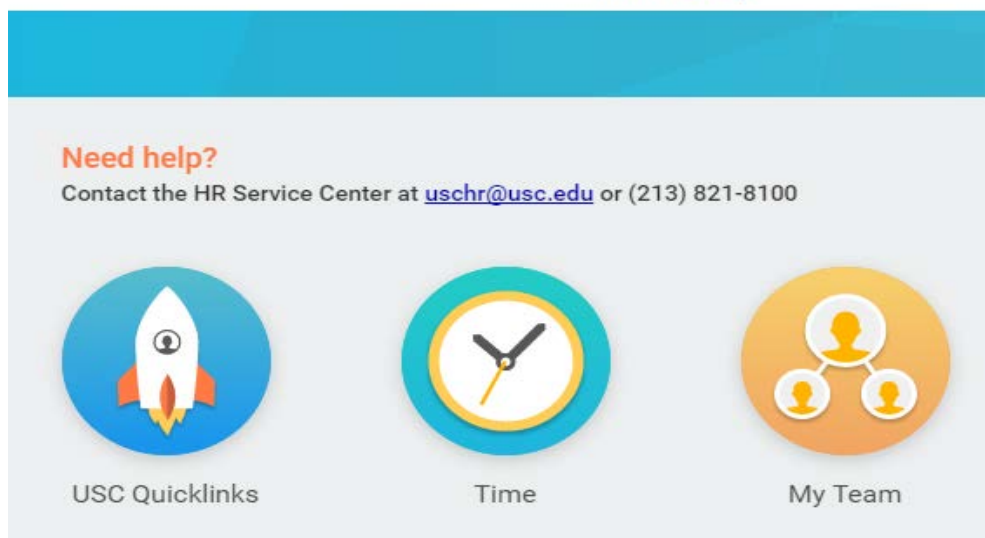 Need help?
Contact the HR Service Center at uschr@usc.edu or (213) 821-8100
USC Quicklinks
Time
My Team